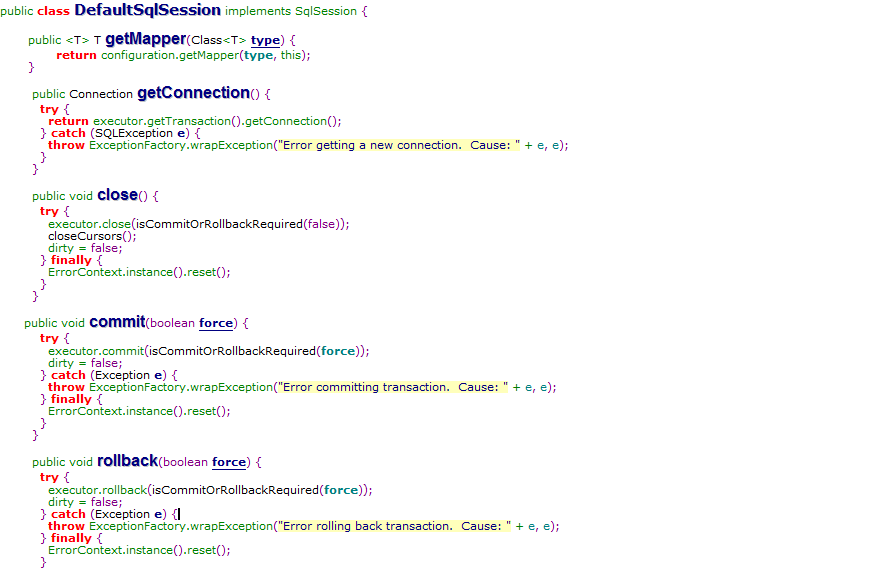 public class DefaultSqlSession implements SqlSession {
public <T> T getMapper(Class<T> type) {
return configuration.getMapper(type, this);
}
public Connection getConnection() {
try {
return executor.getTransaction().getConnection();
} catch (SQLException e) {
throw ExceptionFactory.wrapException("Error getting a new connection.  Cause: " + e, e);
}
}
public void close() {
try {
executor.close(isCommitOrRollbackRequired(false));
closeCursors();
dirty = false;
} finally {
ErrorContext.instance().reset();
}
}
public void commit(boolean force) {
try {
executor.commit(isCommitOrRollbackRequired(force));
dirty = false;
} catch (Exception e) {
throw ExceptionFactory.wrapException("Error committing transaction.  Cause: " + e, e);
} finally {
ErrorContext.instance().reset();
}
}
public void rollback(boolean force) {
try {
executor.rollback(isCommitOrRollbackRequired(force));
dirty = false;
} catch (Exception e) {
throw ExceptionFactory.wrapException("Error rolling back transaction.  Cause: " + e, e);
} finally {
ErrorContext.instance().reset();
}